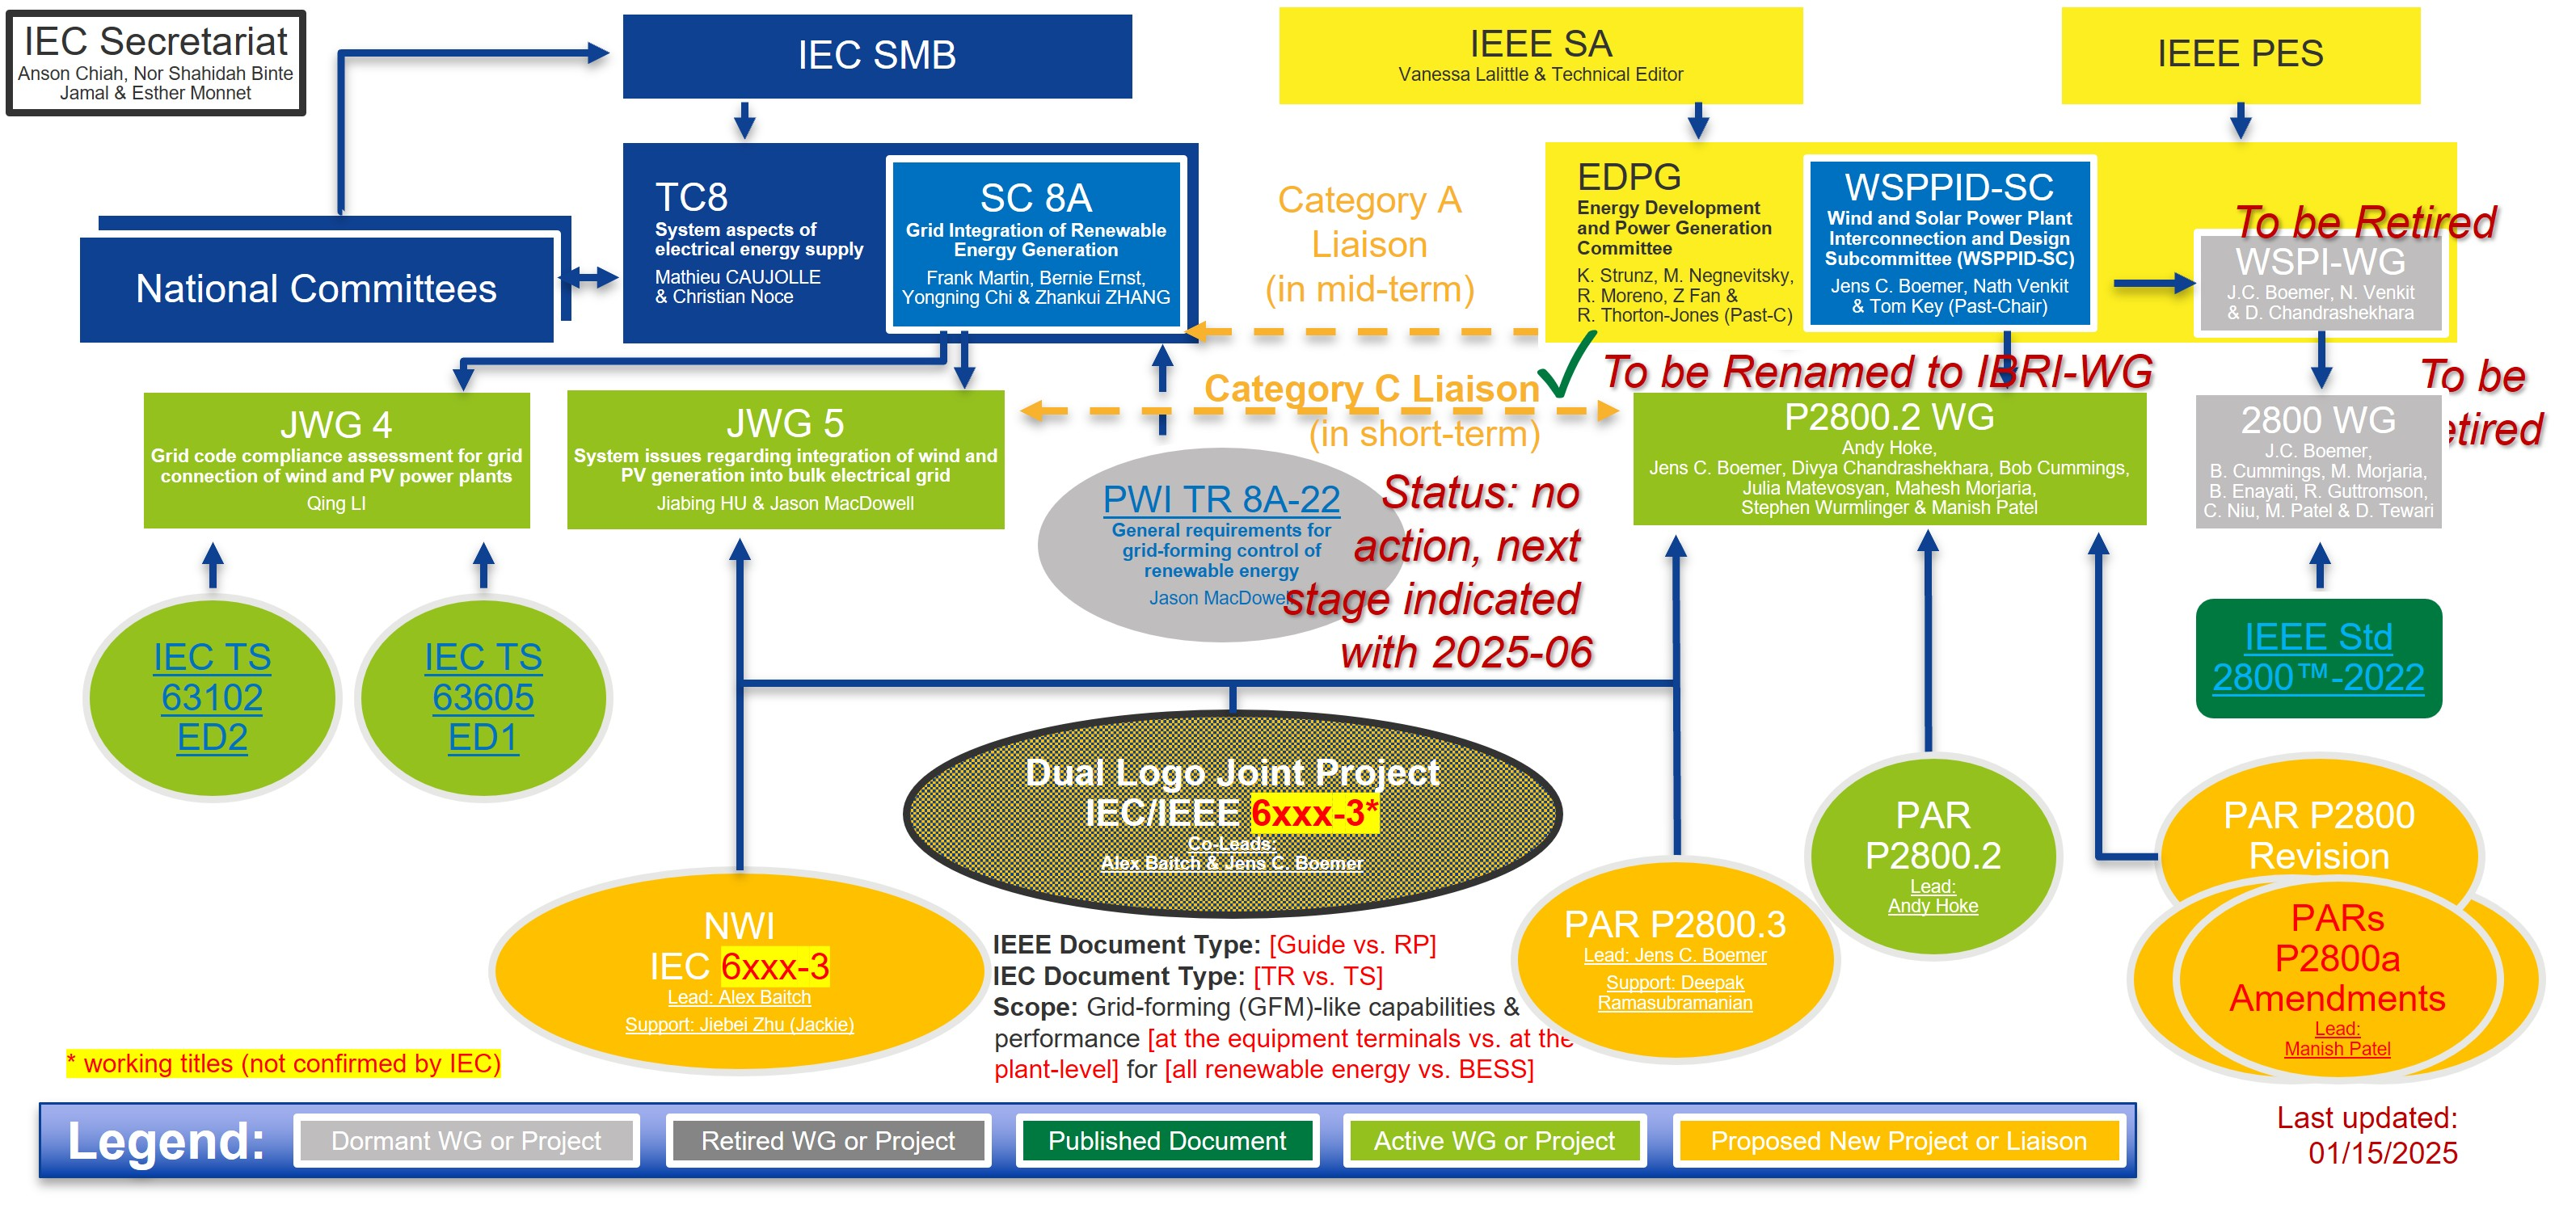 IEC Secretariat
Anson Chiah, Nor Shahidah Binte
Jamal & Esther Monnet
IEC SMB
IEEE SA
Vanessa Lalittle & Technical Editor
IEEE PES
National Committees
TC8
System aspects of
electrical energy supply
Mathieu CAUJOLLE
& Christian Noce
SC 8A
Grid Integration of Renewable
Energy Generation
Frank Martin, Bernie Ernst,
Yongning Chi & Zhankui ZHANG
Category A
Liaison
(in mid-term)
EDPG
Energy Development
and Power Generation
Committee
K. Strunz, M. Negnevitsky,
R. Moreno, Z Fan &
R. Thorton-Jones (Past-C)
WSPPID-SC
Wind and Solar Power Plant
Interconnection and Design
Subcommittee (WSPPID-SC)
Jens C. Boemer, Nath Venkit
& Tom Key (Past-Chair)
To be Retired
WSPI-WG
J.C. Boemer, N. Venkit
& D. Chandrashekhara
JWG 4
Grid code compliance assessment for grid
connection of wind and PV power plants
Qing LI
JWG 5
System issues regarding integration of wind and
PV generation into bulk electrical grid
Jiabing HU & Jason MacDowell
Category C Liaison
(in short-term)
To be Renamed to IBRI-WG
P2800.2 WG
Andy Hoke,
Jens C. Boemer, Divya Chandrashekhara, Bob Cummings,
Julia Matevosyan, Mahesh Morjaria,
Stephen Wurmlinger & Manish Patel
To be
etired
2800 WG
J.C. Boemer,
B. Cummings, M. Morjaria,
B. Enayati, R. Guttromson,
C. Niu, M. Patel & D. Tewari
PWI TR 8A-22
General requirements for
grid-forming control of
renewable energy
Jason MacDowell
Status: no
action, next
stage indicated
with 2025-06
IEC TS
63102
ED2
IEC TS
63605
ED1
IEEE Std
2800™-2022
Dual Logo Joint Project
IEC/IEEE 6xxx-3*
Co-Leads:
Alex Baitch & Jens C. Boemer
NWI
IEC 6xxx-3
Lead: Alex Baitch
Support: Jiebei Zhu (Jackie)
IEEE Document Type: [Guide vs. RP]
IEC Document Type: [TR vs. TS]
Scope: Grid-forming (GFM)-like capabilities &
performance [at the equipment terminals vs. at the
plant-level] for [all renewable energy vs. BESS]
PAR P2800.3
Lead: Jens C. Boemer
Support: Deepak
Ramasubramanian
PAR
P2800.2
Lead:
Andy Hoke
PAR P2800
Revision
PARs
P2800a
Amendments
Lead:
Manish Patel
* working titles (not confirmed by IEC)
Legend:
Dormant WG or Project
Retired WG or Project
Published Document
Active WG or Project
Proposed New Project or Liaison
Last updated:
01/15/2025